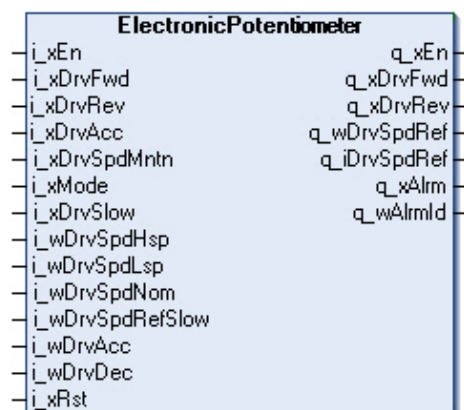 ElectronicPotentiometer
i_xEn q_xEn
i_xDrvFwd q_xDrvFwd
i_xDrvRev q_xDrvRev
i_xDrvAcc q_wDrvSpdRef
i_xDrvSpdMntn q_iDrvSpdRef
i_xMode q_xAlrm
i_xDrvSlow q_wAlrmId
i_wDrvSpdHsp
i_wDrvSpdLsp
i_wDrvSpdNom
i_wDrvSpdRefSlow
i_wDrvAcc
i_wDrvDec
i_xRst